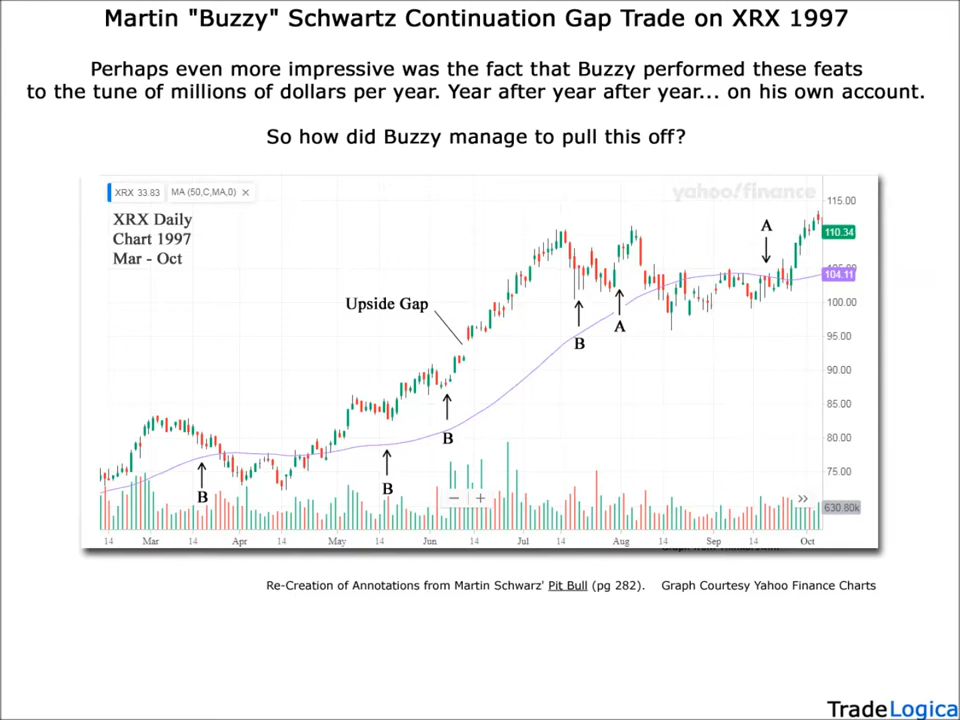 Martin "Buzzy" Schwartz Continuation Gap Trade on XRX 1997
Perhaps even more impressive was the fact that Buzzy performed these feats
to the tune of millions of dollars per year. Year after year after year... on his own account.
So how did Buzzy manage to pull this off?
XRX 33.83 MA (50,C,MA,0) ×
yahoo!finance
XRX Daily
Chart 1997
Mar - Oct
115.00
A
110.34
104.11
Upside Gap
100.00
A
95.00
B
90.00
85.00
B
80.00
75.00
B
B
− +
»
630.80k
14 Mar 14 Apr 14 May 14 Jun 14 Jul 14 Aug 14 Sep 14 Oct
Re-Creation of Annotations from Martin Schwarz' Pit Bull (pg 282). Graph Courtesy Yahoo Finance Charts
TradeLogica